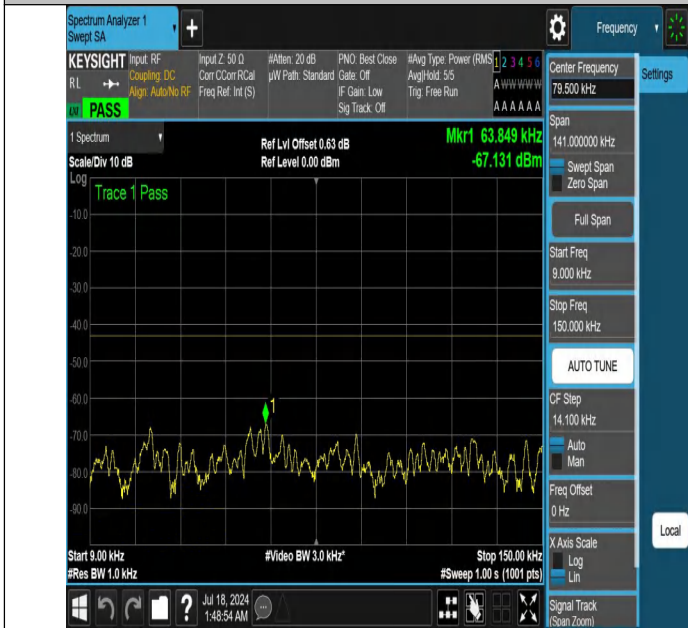 Spectrum Analyzer 1
Swept SA
+
Frequency
KEYSIGHT
RL
LXI
PASS
Input: RF
Coupling: DC
Align: Auto/No RF
Input Z: 50 Ω
Corr CCorr RCal
Freq Ref: Int (S)
#Atten: 20 dB
µW Path: Standard
PNO: Best Close
Gate: Off
IF Gain: Low
Sig Track: Off
#Avg Type: Power (RMS
Avg|Hold: 5/5
Trig: Free Run
1 2 3 4 5 6
A W W W W W
A A A A A A
1 Spectrum
Scale/Div 10 dB
Ref Lvl Offset 0.63 dB
Ref Level 0.00 dBm
Mkr1 63.849 kHz
-67.131 dBm
Log
Trace 1 Pass
-10.0
-20.0
-30.0
-40.0
-50.0
-60.0
-70.0
-80.0
-90.0
1
Start 9.00 kHz
#Res BW 1.0 kHz
#Video BW 3.0 kHz*
Stop 150.00 kHz
#Sweep 1.00 s (1001 pts)
?
Jul 18, 2024
1:48:54 AM
Center Frequency
79.500 kHz
Span
141.000000 kHz
Swept Span
Zero Span
Full Span
Start Freq
9.000 kHz
Stop Freq
150.000 kHz
AUTO TUNE
CF Step
14.100 kHz
Auto
Man
Freq Offset
0 Hz
X Axis Scale
Log
Lin
Signal Track
(Span Zoom)
Settings
Local